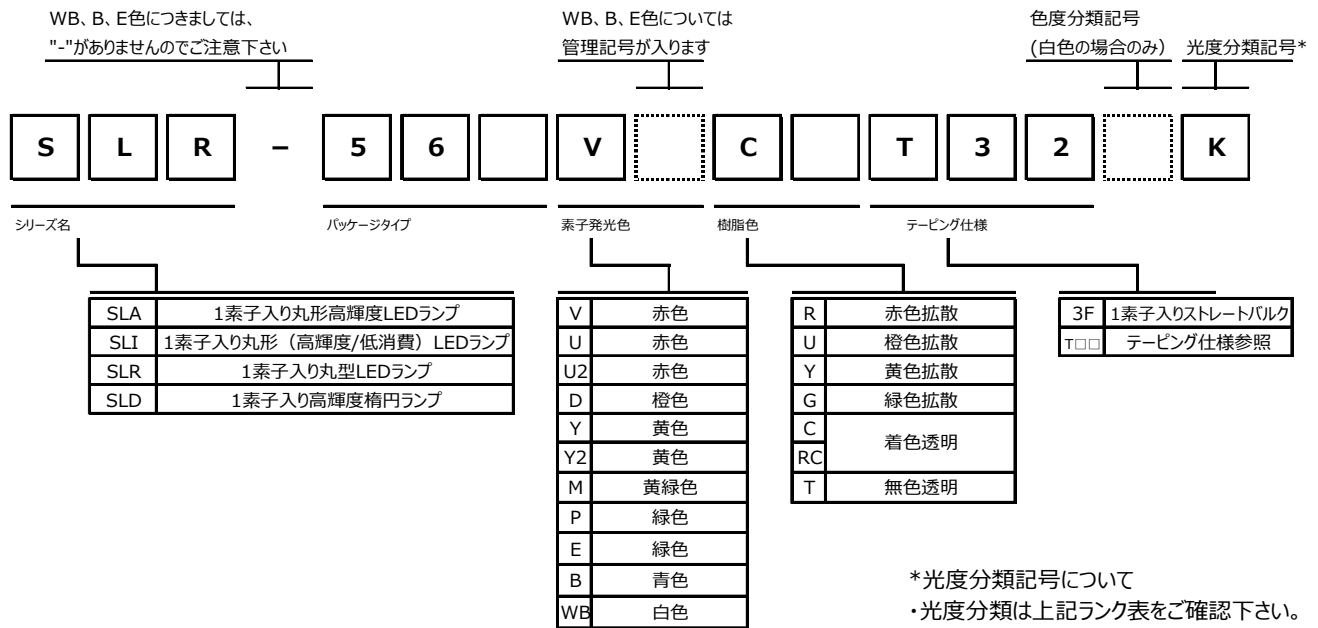 WB、B、E色につきましては、
"-"がありませんのでご注意下さい
WB、B、E色については
管理記号が入ります
色度分類記号
(白色の場合のみ)
光度分類記号*
S L R – 5 6 V C T 3 2 K
シリーズ名
パッケージタイプ
素子発光色
樹脂色
テーピング仕様
SLA 1素子入り丸形高輝度LEDランプ
SLI 1素子入り丸形（高輝度/低消費）LEDランプ
SLR 1素子入り丸型LEDランプ
SLD 1素子入り高輝度楕円ランプ
V 赤色
U 赤色
U2 赤色
D 橙色
Y 黄色
Y2 黄色
M 黄緑色
P 緑色
E 緑色
B 青色
WB 白色
R 赤色拡散
U 橙色拡散
Y 黄色拡散
G 緑色拡散
C 着色透明
RC
T 無色透明
3F 1素子入りストレートバルク
T□□ テーピング仕様参照
*光度分類記号について
・光度分類は上記ランク表をご確認下さい。